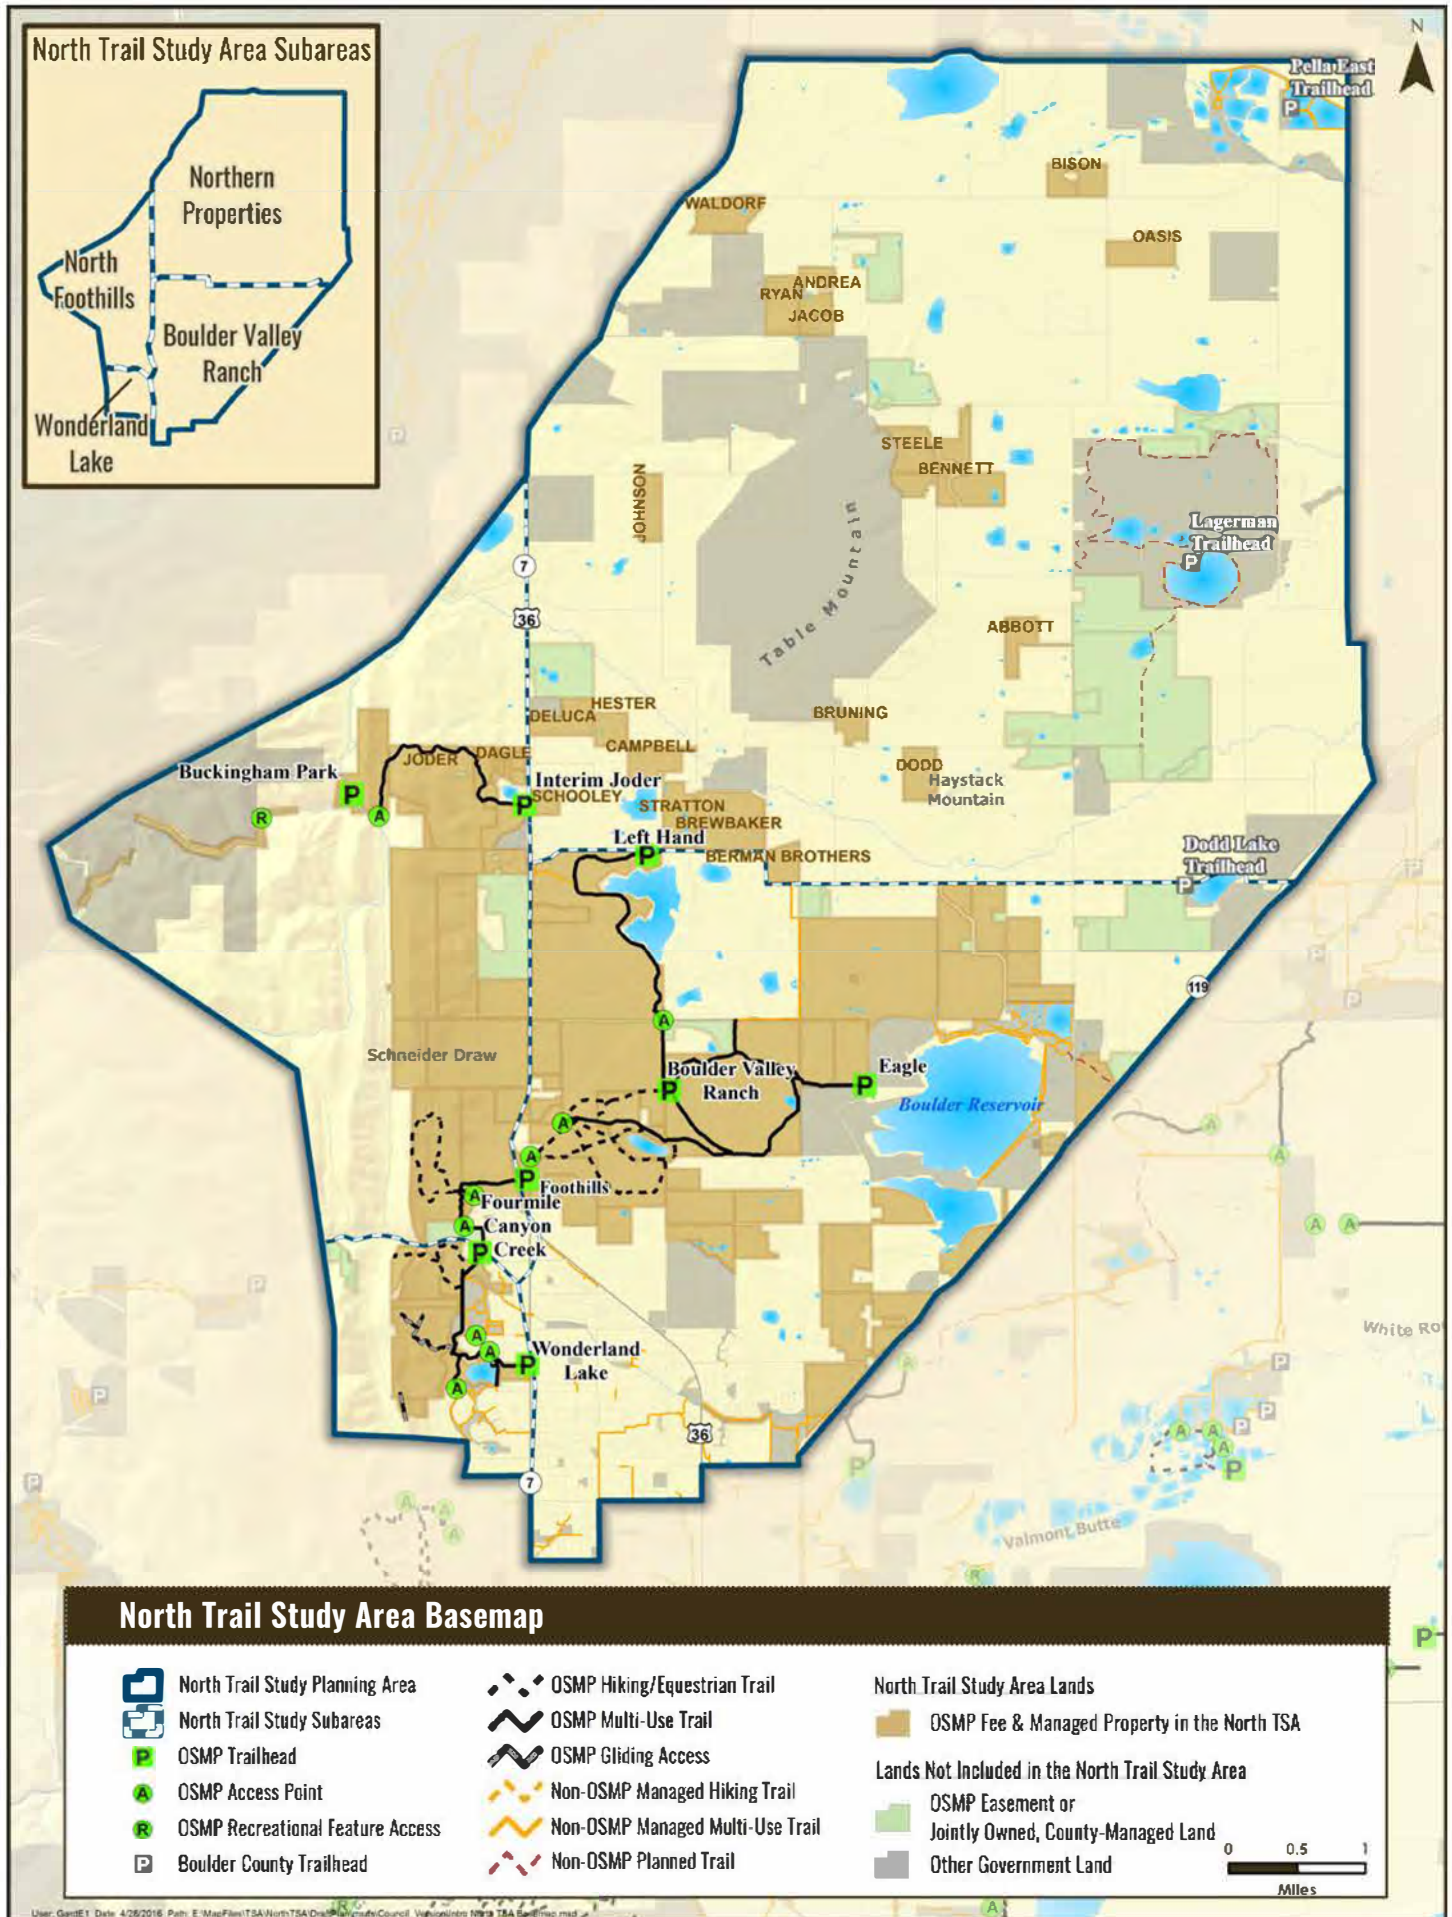 North Trail Study Area Subareas
Northern
Properties
North
Foothills
Boulder Valley
Ranch
Wonderland
Lake
N
Pella East
Trailhead
P
BISON
WALDORF
OASIS
ANDREA
RYAN
JACOB
STEELE
BENNETT
JOHNSON
Table Mountain
Lagerman
Trailhead
P
7
36
ABBOTT
HESTER
DELUCA
BRUNING
CAMPBELL
DAGLE
JODER
DODD
Haystack
Mountain
Buckingham Park
P
R
A
Interim Joder
P
SCHOOLEY
STRATTON
BREWBAKER
Left Hand
P
BERMAN BROTHERS
Dodd Lake
Trailhead
P
119
A
Schneider Draw
Boulder Valley
Ranch
P
Eagle
P
Boulder Reservoir
A
A
P
Foothills
A
Fourmile
Canyon
Creek
A
P
A
A
Wonderland
Lake
P
A
36
7
White Ro
Valmont Butte
North Trail Study Area Basemap
North Trail Study Planning Area
North Trail Study Subareas
P OSMP Trailhead
A OSMP Access Point
R OSMP Recreational Feature Access
P Boulder County Trailhead
OSMP Hiking/Equestrian Trail
OSMP Multi-Use Trail
OSMP Gliding Access
Non-OSMP Managed Hiking Trail
Non-OSMP Managed Multi-Use Trail
Non-OSMP Planned Trail
North Trail Study Area Lands
OSMP Fee & Managed Property in the North TSA
Lands Not Included in the North Trail Study Area
OSMP Easement or
Jointly Owned, County-Managed Land
Other Government Land
0 0.5 1
Miles